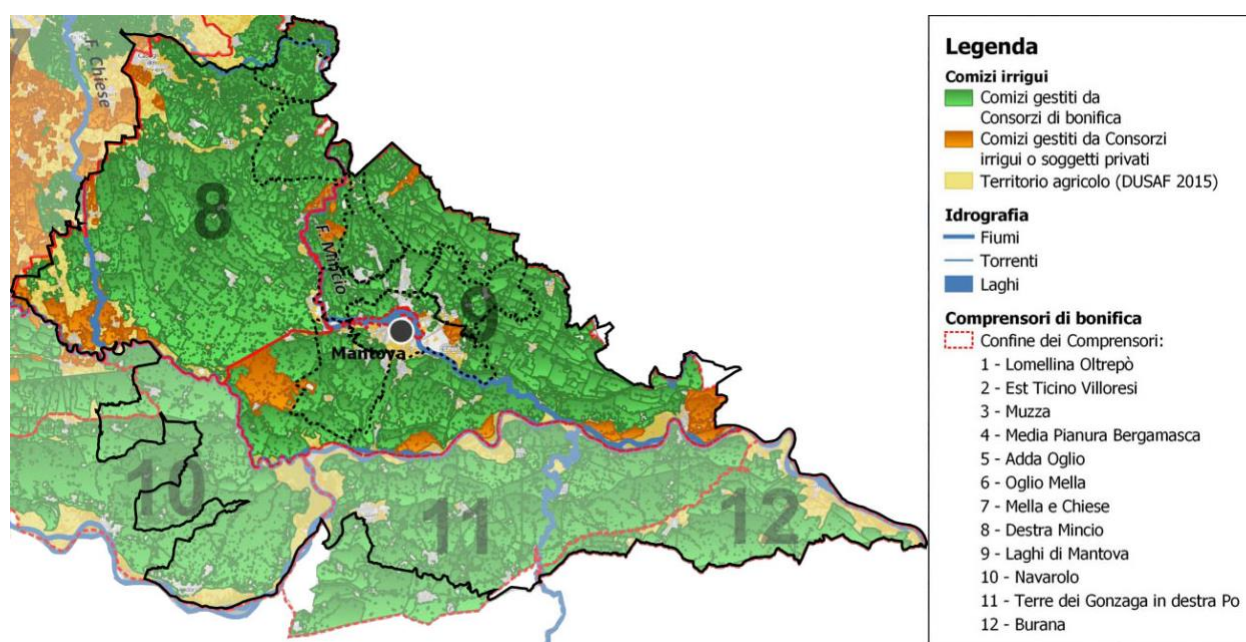 7
F. Chiese
8
F. Mincio
9
Mantova
10
11
12
Legenda
Comizi irrigui
Comizi gestiti da
Consorzi di bonifica
Comizi gestiti da Consorzi
irrigui o soggetti privati
Territorio agricolo (DUSAF 2015)
Idrografia
Fiumi
Torrenti
Laghi
Comprensori di bonifica
Confine dei Comprensori:
1 - Lomellina Oltrepò
2 - Est Ticino Villoresi
3 - Muzza
4 - Media Pianura Bergamasca
5 - Adda Oglio
6 - Oglio Mella
7 - Mella e Chiese
8 - Destra Mincio
9 - Laghi di Mantova
10 - Navarolo
11 - Terre dei Gonzaga in destra Po
12 - Burana